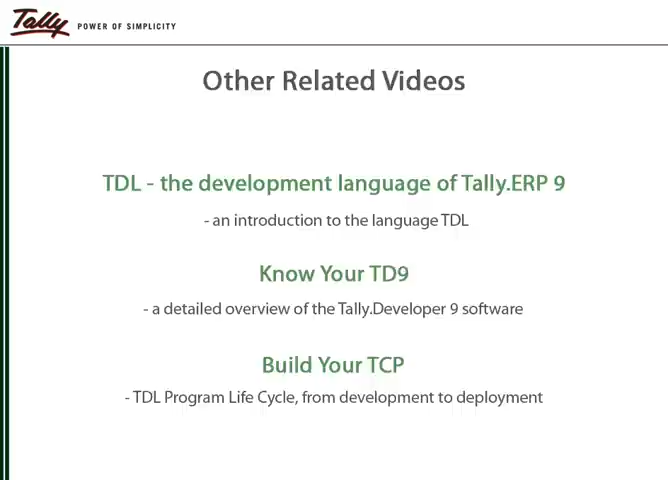 Tally POWER OF SIMPLICITY
Other Related Videos
TDL - the development language of Tally.ERP 9
- an introduction to the language TDL
Know Your TD9
- a detailed overview of the Tally.Developer 9 software
Build Your TCP
- TDL Program Life Cycle, from development to deployment